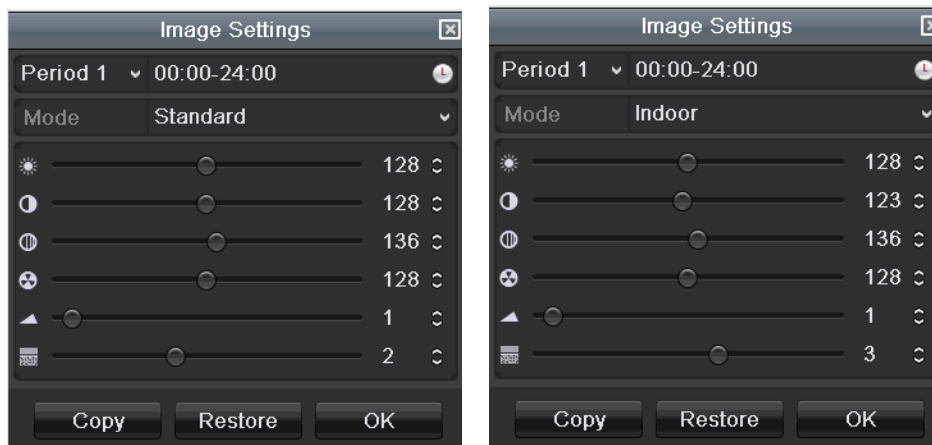 Image Settings
Period 1 00:00-24:00
Mode Standard
128
128
136
128
1
2
Copy Restore OK
Image Settings
Period 1 00:00-24:00
Mode Indoor
128
123
136
128
1
3
Copy Restore OK